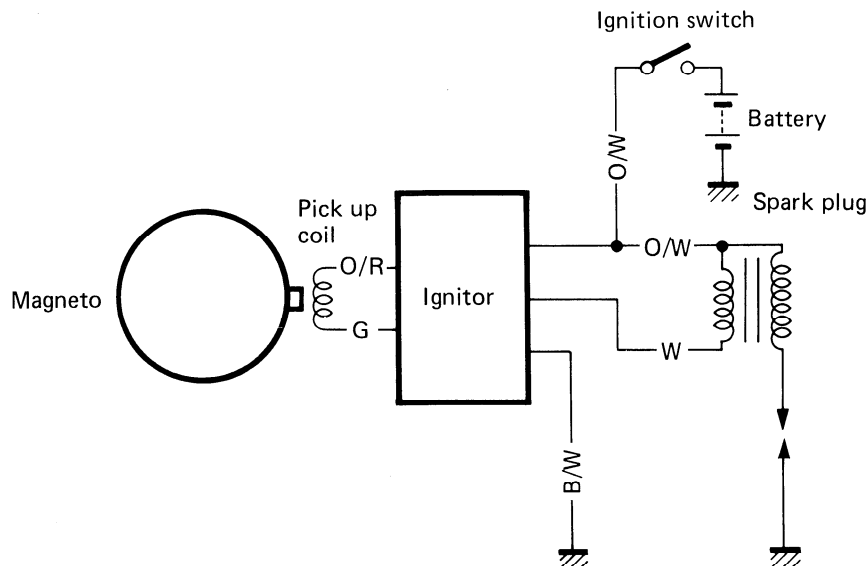 Ignition switch
Battery
O/W
Spark plug
Pick up
coil
O/R
O/W
Magneto
Ignitor
G
W
B/W